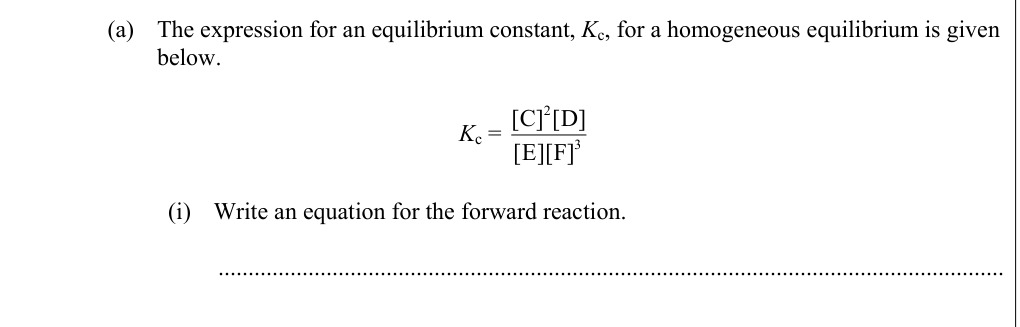 (a) The expression for an equilibrium constant, Kc, for a homogeneous equilibrium is given
below.
Kc = [C]²[D]
[E][F]³
(i) Write an equation for the forward reaction.